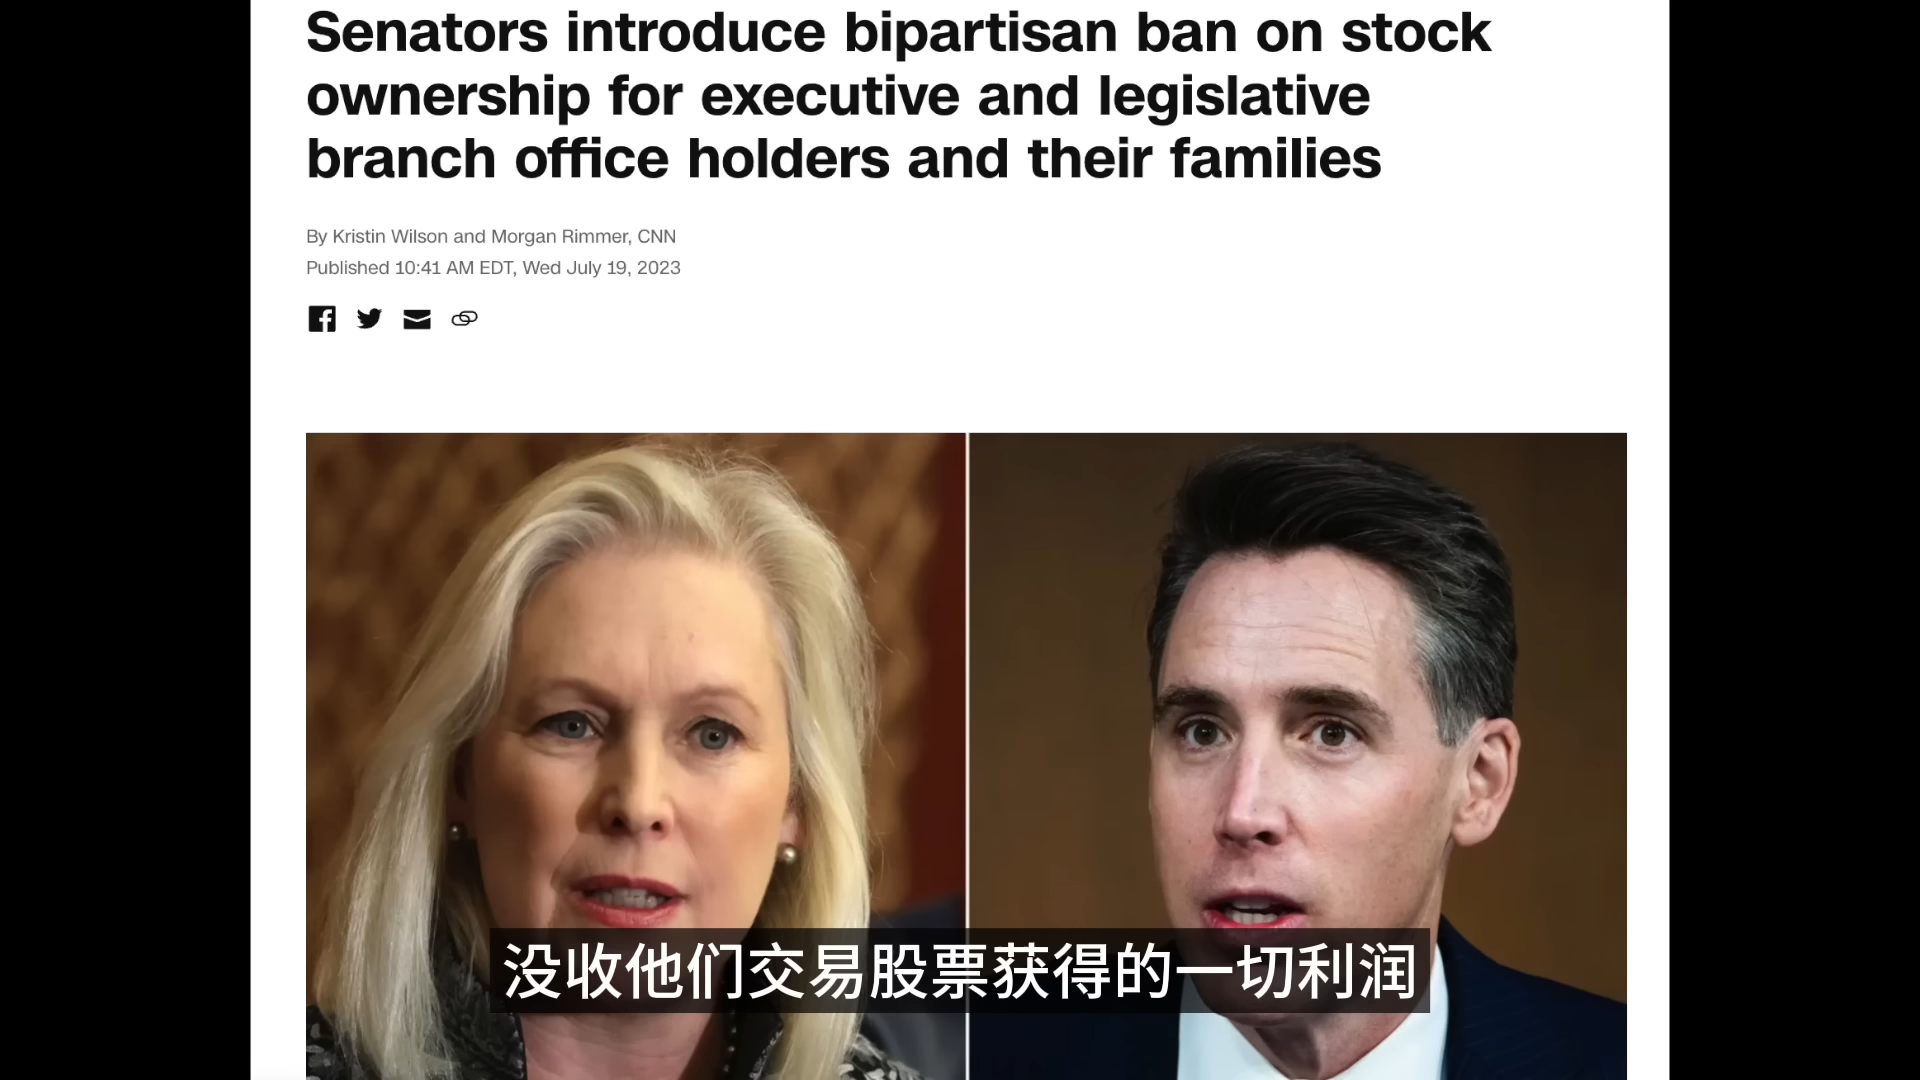 Senators introduce bipartisan ban on stock
ownership for executive and legislative
branch office holders and their families
By Kristin Wilson and Morgan Rimmer, CNN
Published 10:41 AM EDT, Wed July 19, 2023
没收他们交易股票获得的一切利润